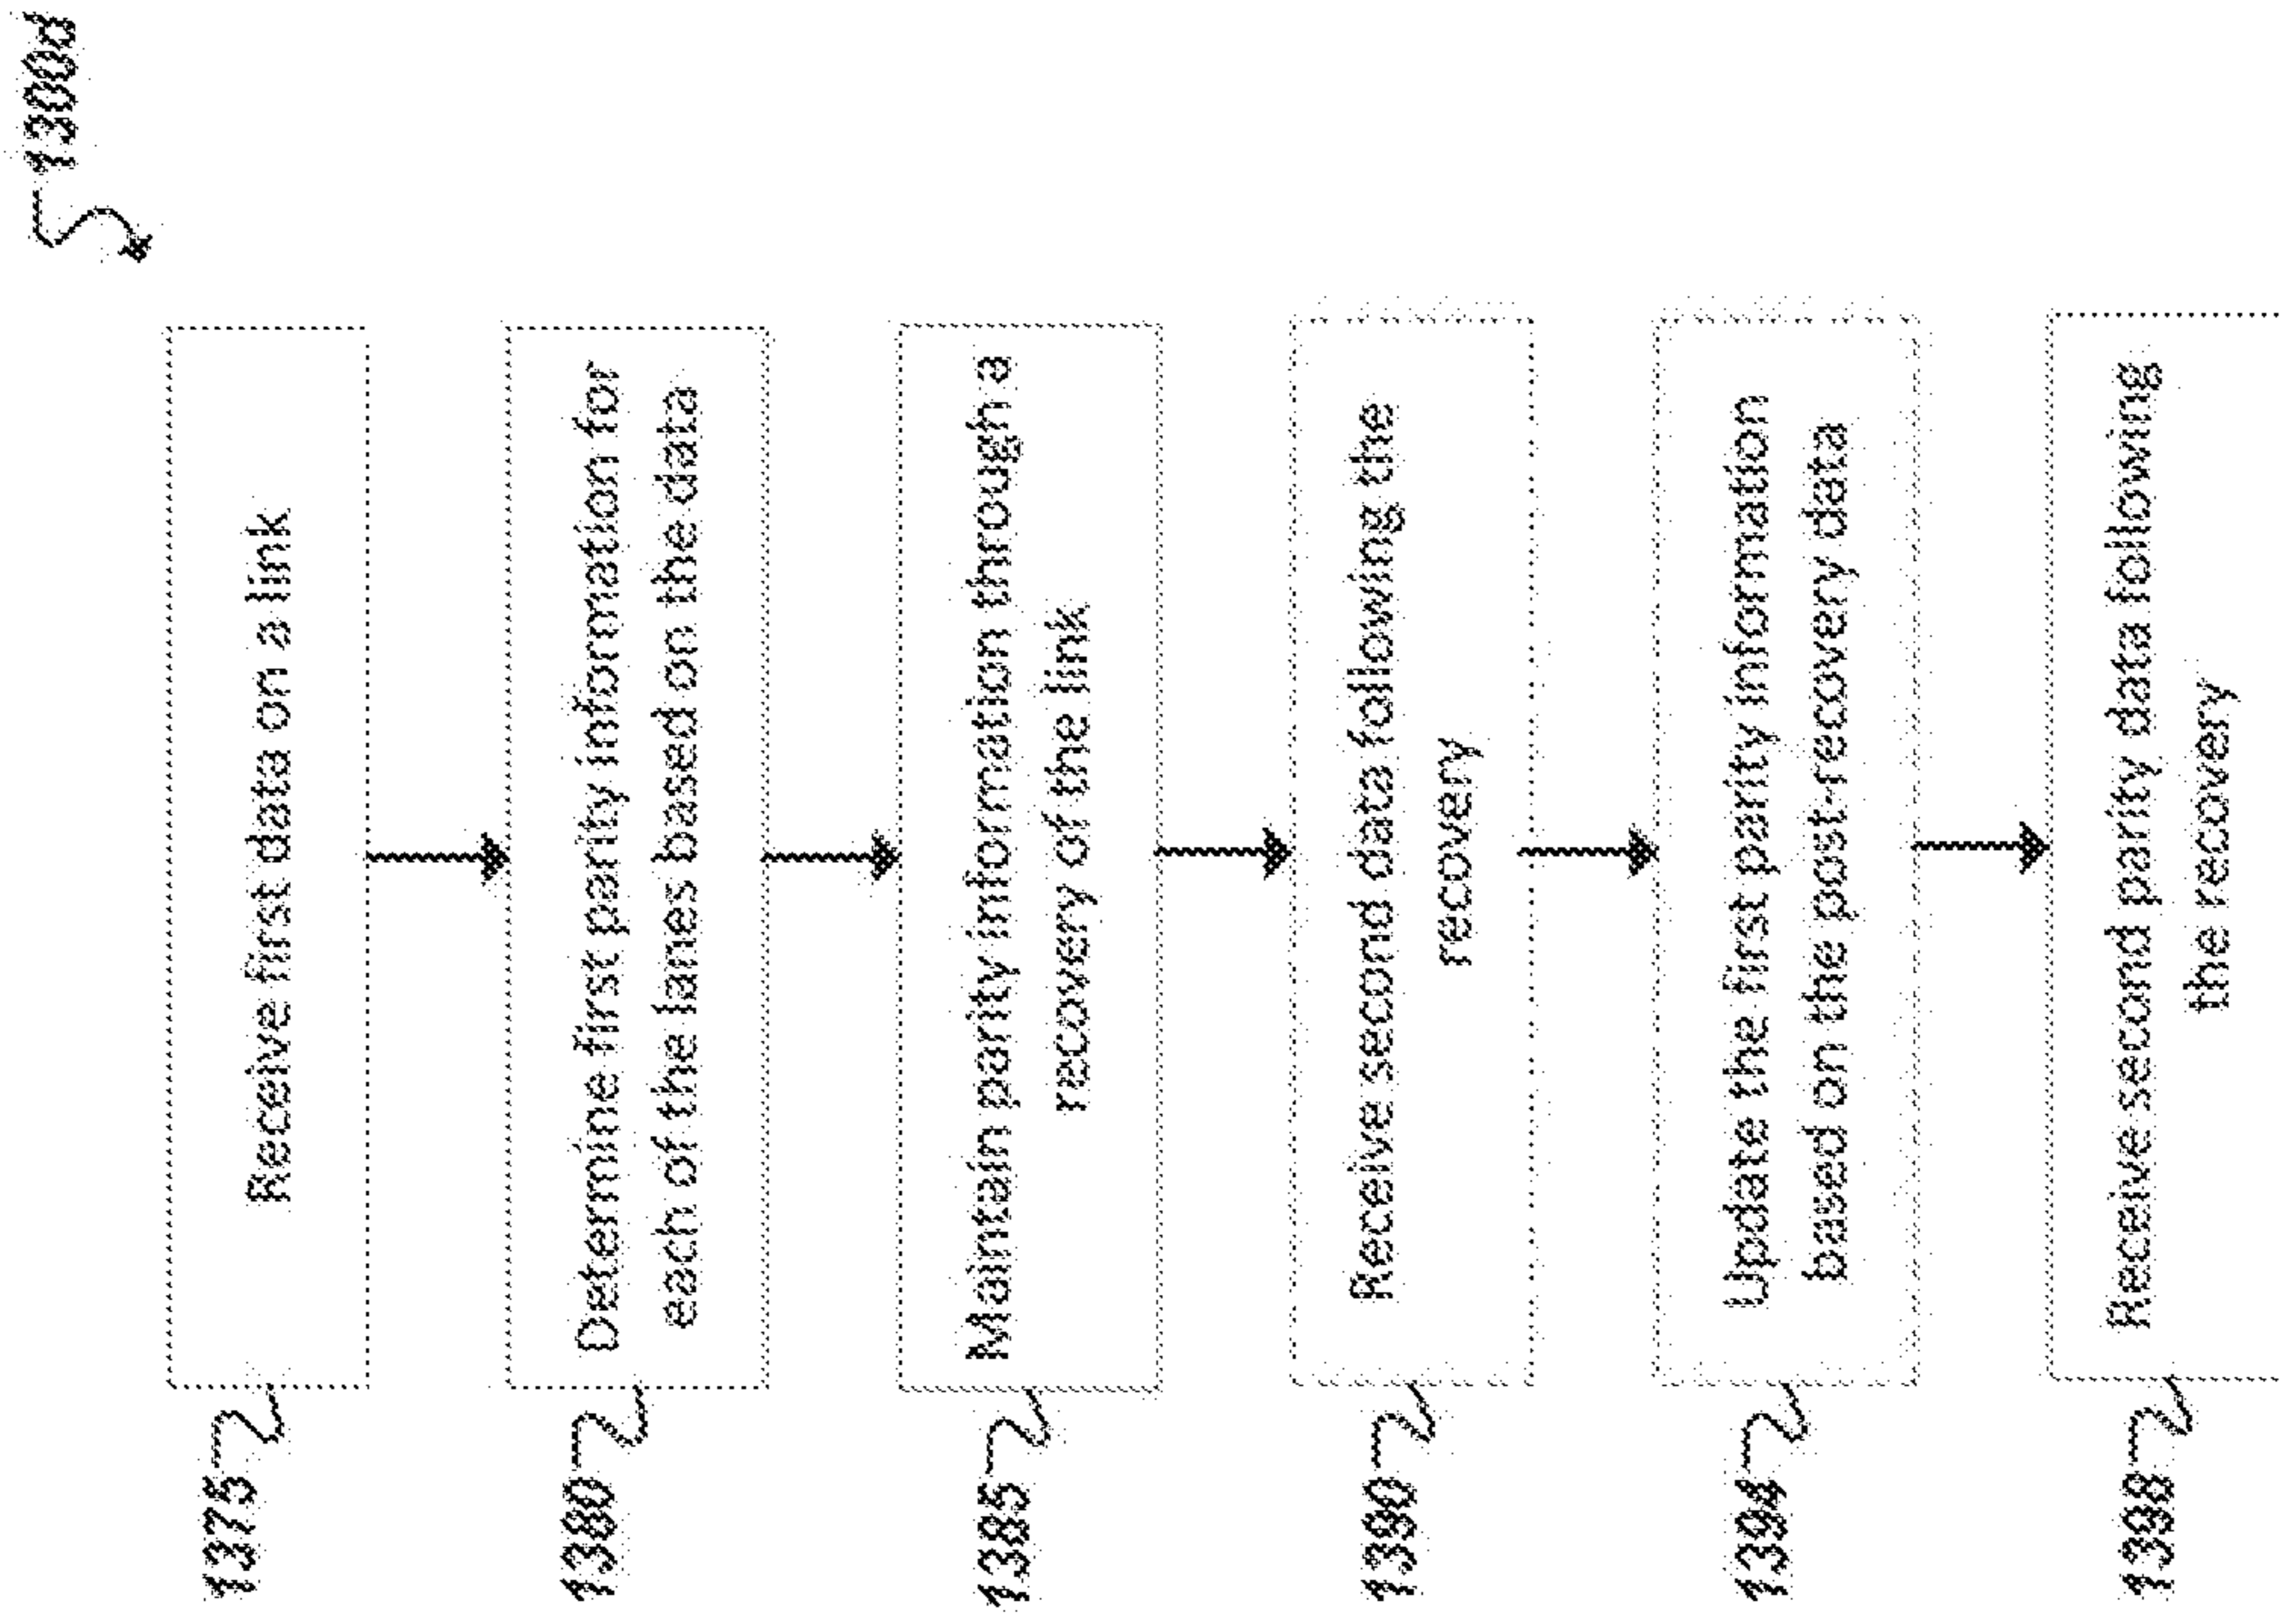 1300d
1375
Receive first data on a link
1380
Determine first parity information for
each of the lanes based on the data
1385
Maintain parity information through a
recovery of the link
1390
Receive second data following the
recovery
1394
Update the first parity information
based on the post-recovery data
1398
Receive second parity data following
the recovery